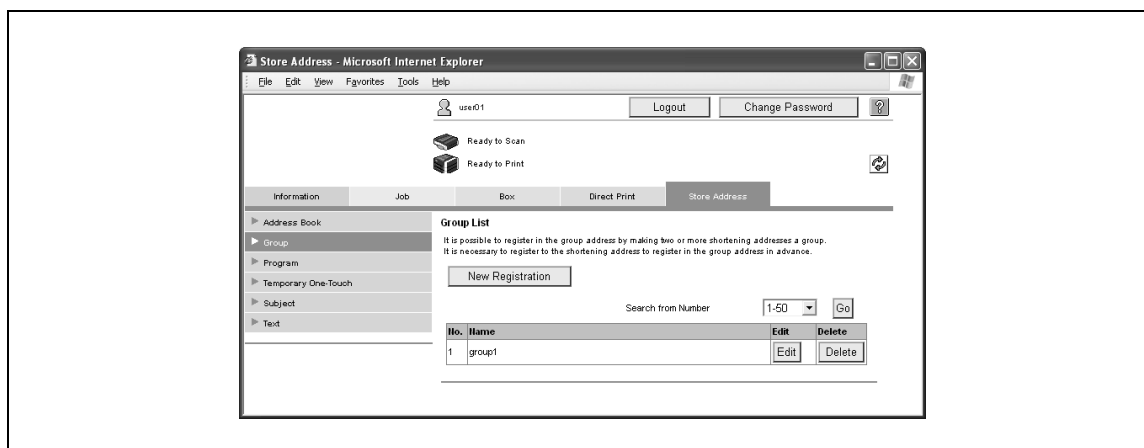 Store Address - Microsoft Internet Explorer
File Edit View Favorites Tools Help
user01 Logout Change Password ?
Ready to Scan
Ready to Print
Information Job Box Direct Print Store Address
Address Book
Group
Program
Temporary One-Touch
Subject
Text
Group List
It is possible to register in the group address by making two or more shortening addresses a group.
It is necessary to register to the shortening address to register in the group address in advance.
New Registration
Search from Number 1-50 Go
No. Name Edit Delete
1 group1 Edit Delete